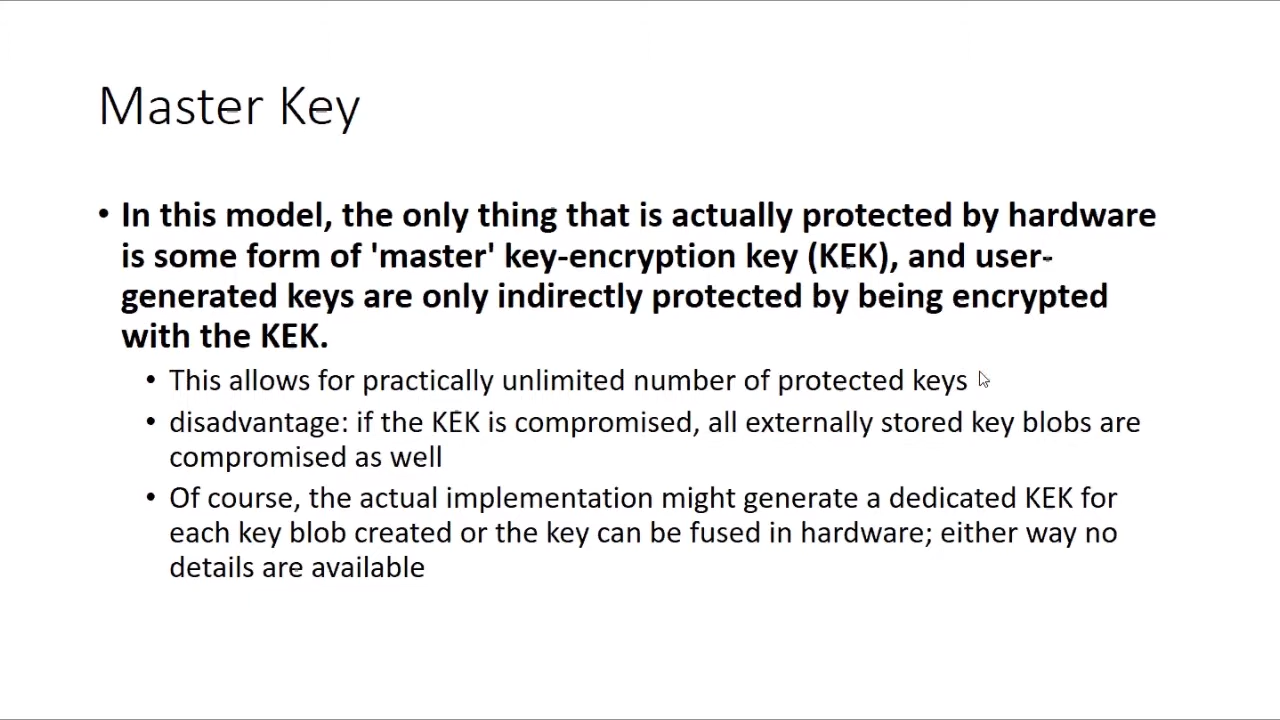 Master Key
• In this model, the only thing that is actually protected by hardware
is some form of 'master' key-encryption key (KEK), and user-
generated keys are only indirectly protected by being encrypted
with the KEK.
• This allows for practically unlimited number of protected keys
• disadvantage: if the KEK is compromised, all externally stored key blobs are
compromised as well
• Of course, the actual implementation might generate a dedicated KEK for
each key blob created or the key can be fused in hardware; either way no
details are available